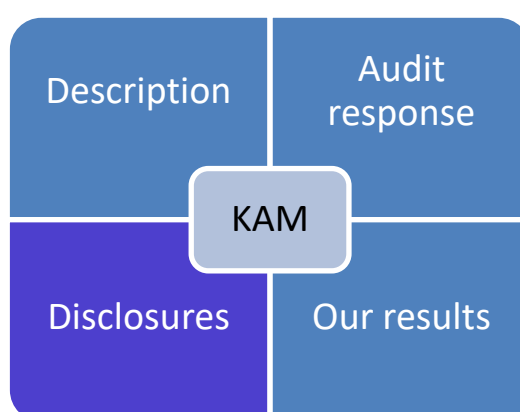 Description
Audit
response
KAM
Disclosures
Our results